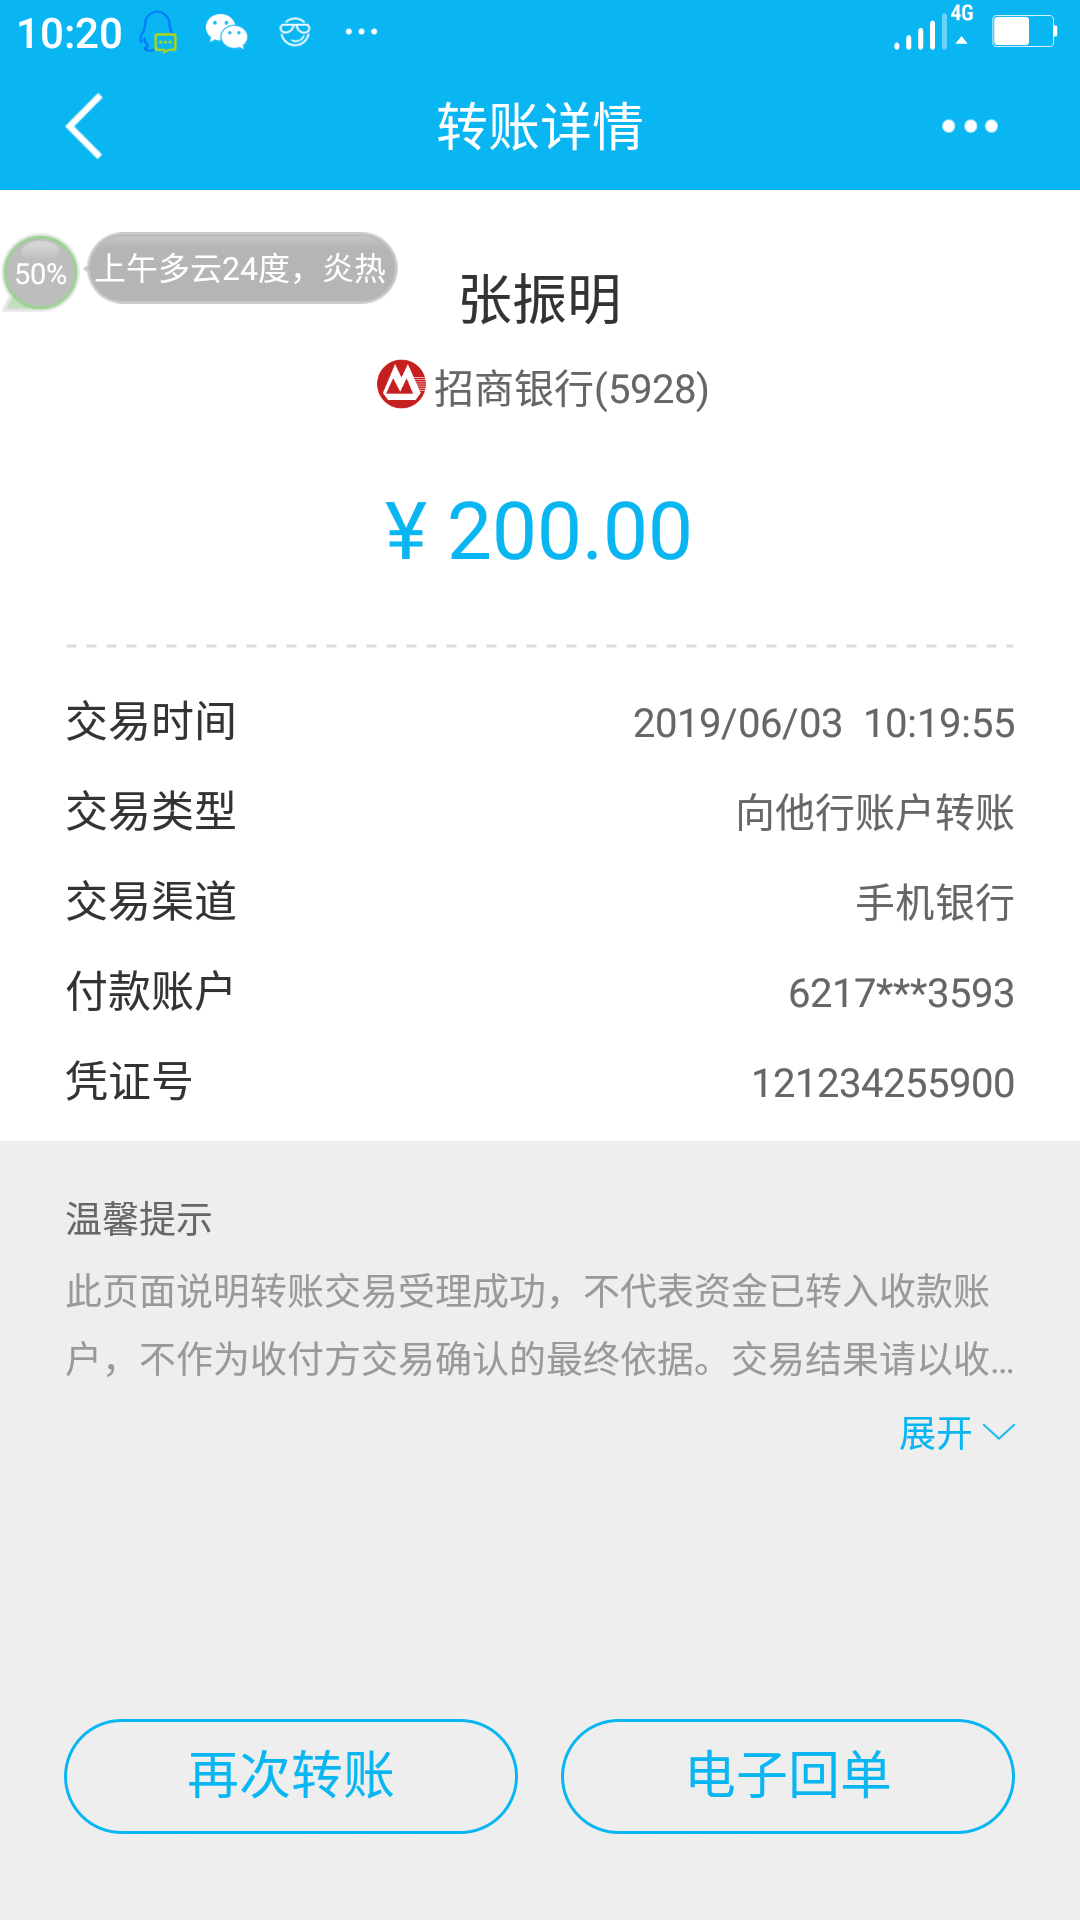 10:20
4G
转账详情
50%
上午多云24度，炎热
张振明
招商银行(5928)
¥ 200.00
交易时间 2019/06/03 10:19:55
交易类型 向他行账户转账
交易渠道 手机银行
付款账户 6217***3593
凭证号 121234255900
温馨提示
此页面说明转账交易受理成功，不代表资金已转入收款账
户，不作为收付方交易确认的最终依据。交易结果请以收...
展开
再次转账 电子回单